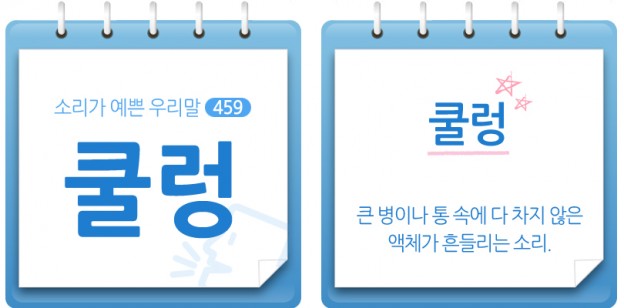 소리가 예쁜 우리말 459
쿨렁
쿨렁
큰 병이나 통 속에 다 차지 않은
액체가 흔들리는 소리.